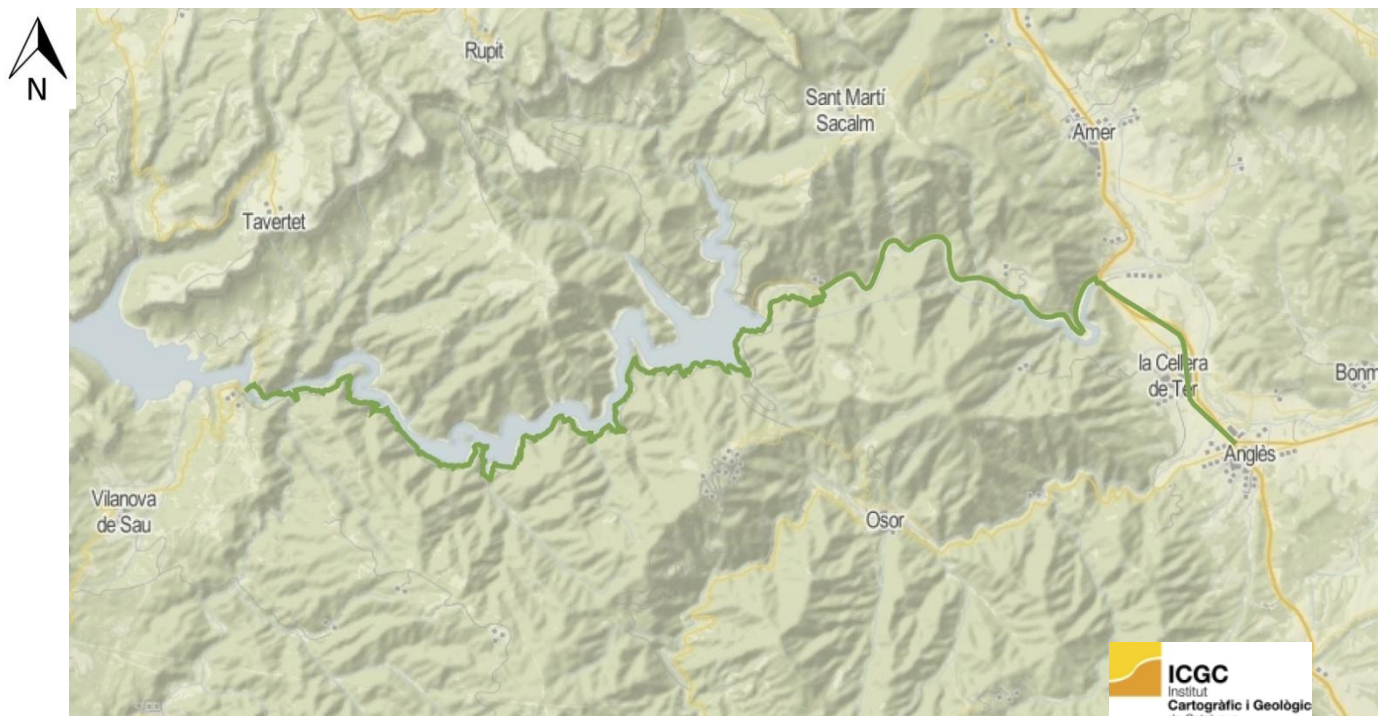 N
Rupit
Sant Martí
Sacalm
Amer
Tavertet
la Cellera
de Ter
Bonm
Anglès
Vilanova
de Sau
Osor
ICGC
Institut
Cartogràfic i Geològic